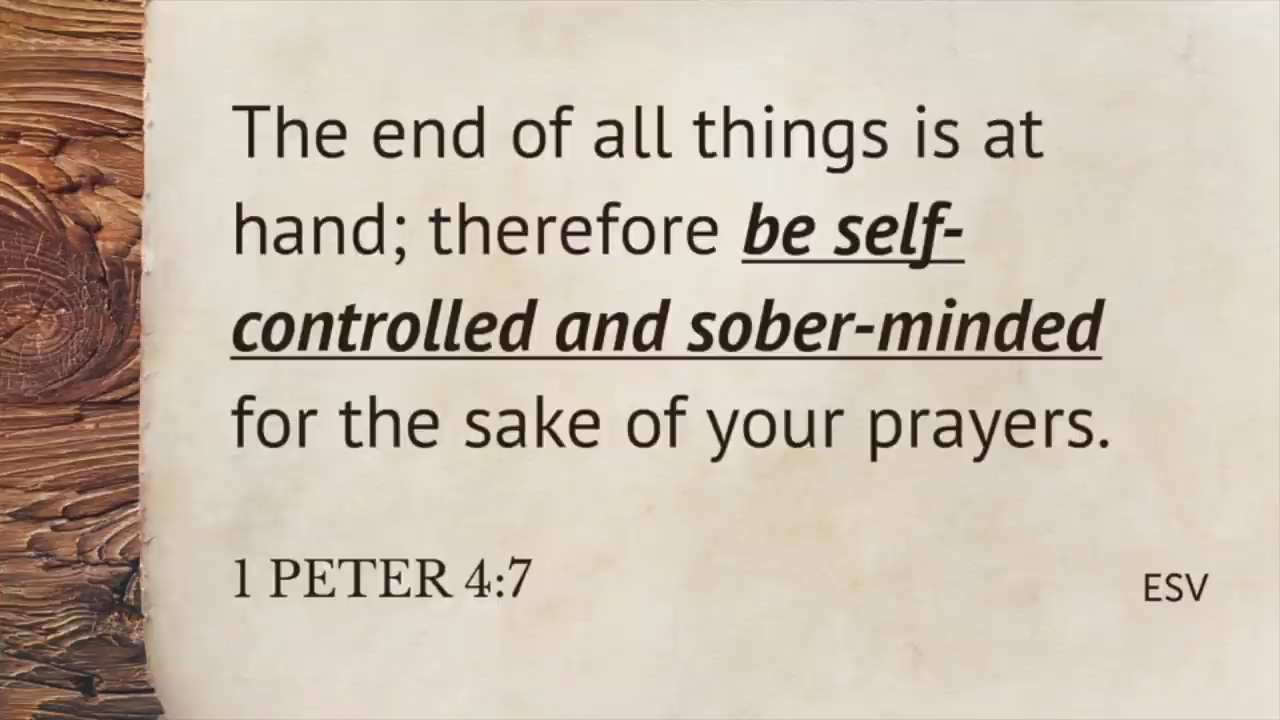 The end of all things is at
hand; therefore be self-
controlled and sober-minded
for the sake of your prayers.
1 PETER 4:7
ESV